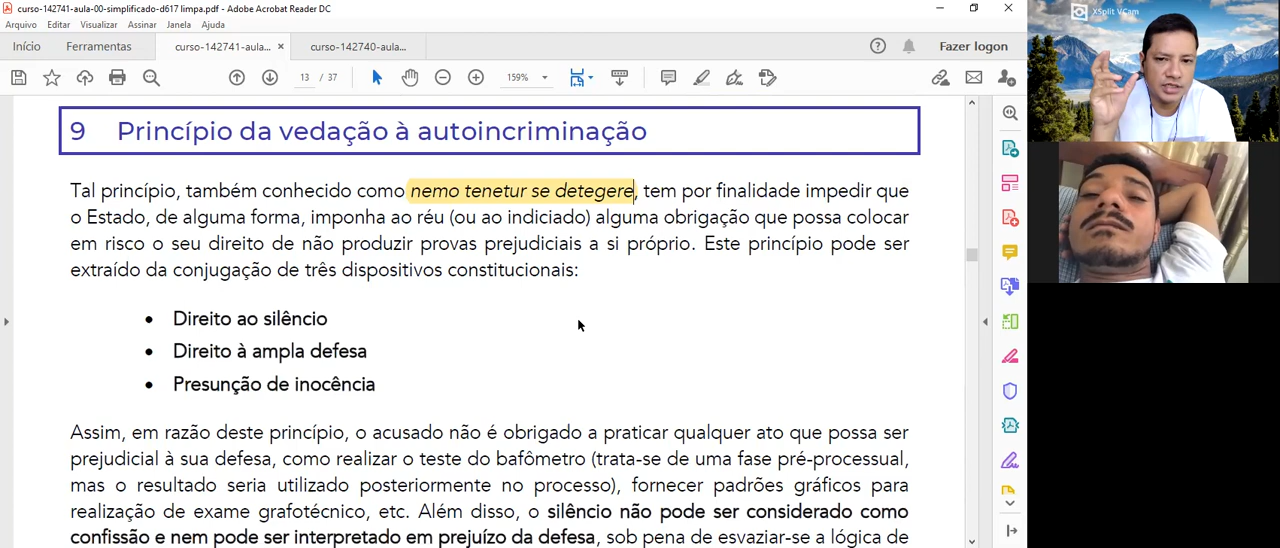 curso-142741-aula-00-simplificado-d617 limpa.pdf - Adobe Acrobat Reader DC
Arquivo Editar Visualizar Assinar Janela Ajuda
Início Ferramentas curso-142741-aula... × curso-142740-aula... Fazer logon
13 / 37 159%
XSplit VCam
9 Princípio da vedação à autoincriminação
Tal princípio, também conhecido como nemo tenetur se detegere, tem por finalidade impedir que
o Estado, de alguma forma, imponha ao réu (ou ao indiciado) alguma obrigação que possa colocar
em risco o seu direito de não produzir provas prejudiciais a si próprio. Este princípio pode ser
extraído da conjugação de três dispositivos constitucionais:
• Direito ao silêncio
• Direito à ampla defesa
• Presunção de inocência
Assim, em razão deste princípio, o acusado não é obrigado a praticar qualquer ato que possa ser
prejudicial à sua defesa, como realizar o teste do bafômetro (trata-se de uma fase pré-processual,
mas o resultado seria utilizado posteriormente no processo), fornecer padrões gráficos para
realização de exame grafotécnico, etc. Além disso, o silêncio não pode ser considerado como
confissão e nem pode ser interpretado em prejuízo da defesa, sob pena de esvaziar-se a lógica de